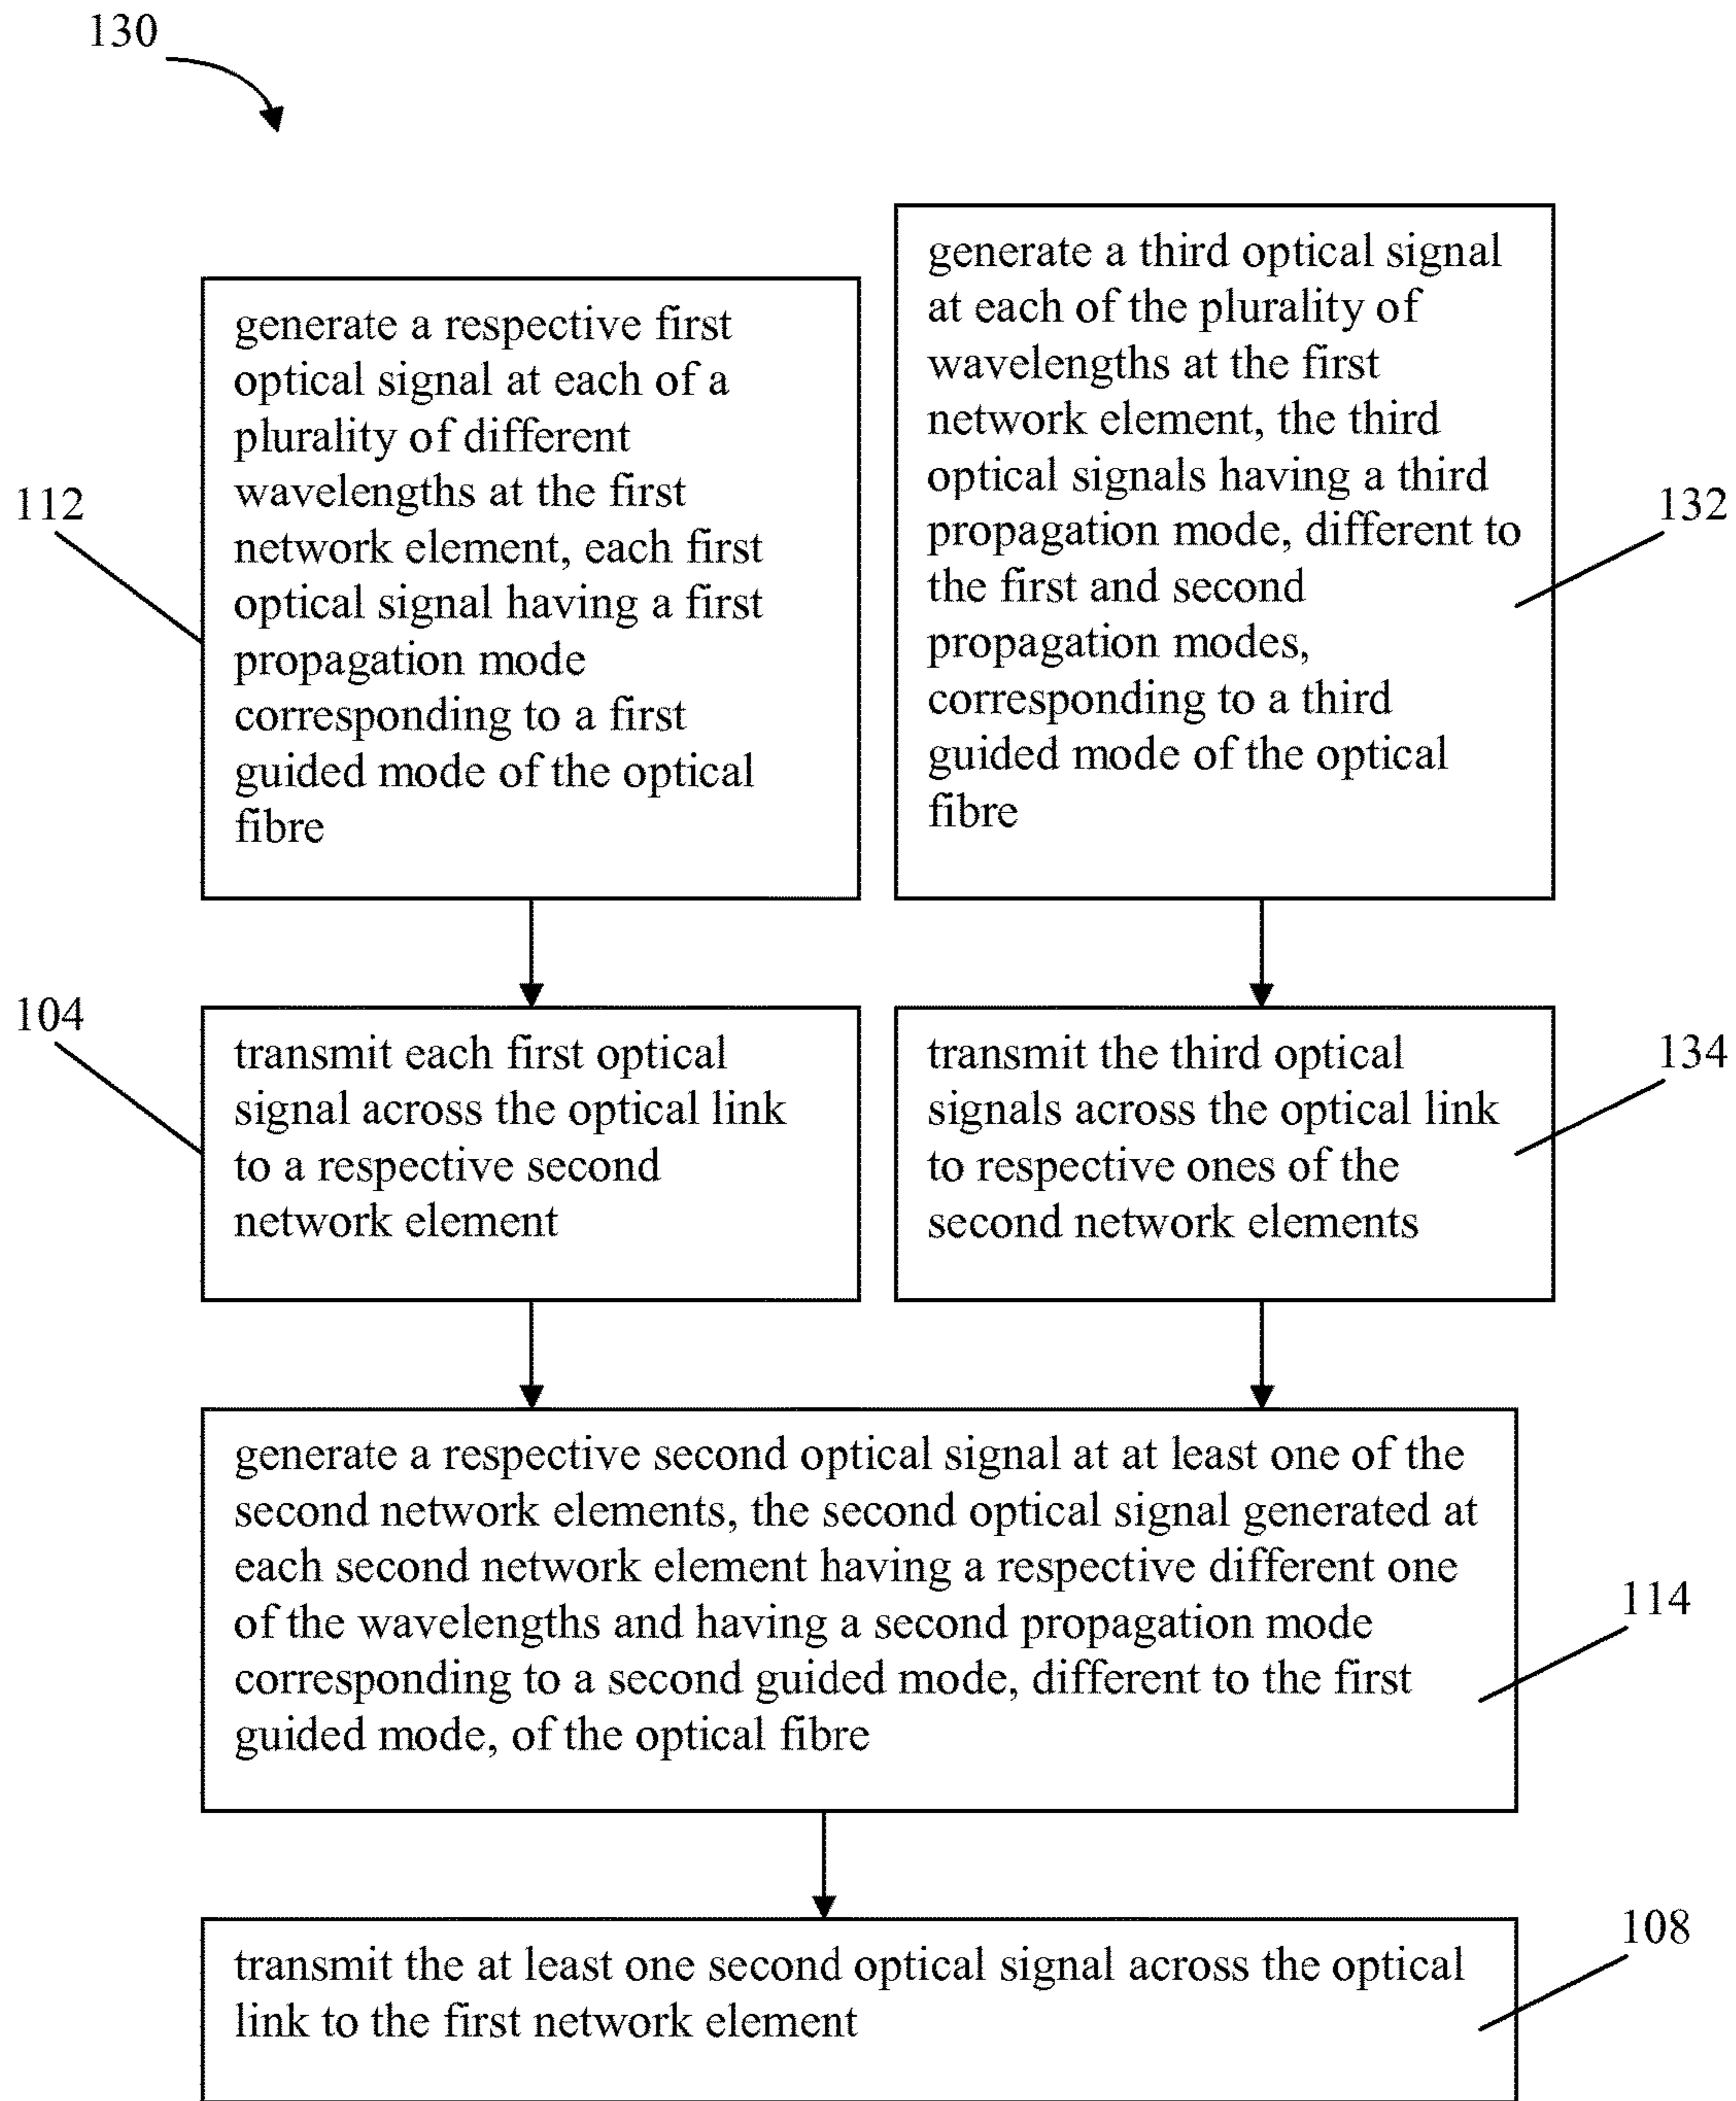 130
generate a respective first
optical signal at each of a
plurality of different
wavelengths at the first
network element, each first
optical signal having a first
propagation mode
corresponding to a first
guided mode of the optical
fibre
112
generate a third optical signal
at each of the plurality of
wavelengths at the first
network element, the third
optical signals having a third
propagation mode, different to
the first and second
propagation modes,
corresponding to a third
guided mode of the optical
fibre
132
104
transmit each first optical
signal across the optical link
to a respective second
network element
transmit the third optical
signals across the optical link
to respective ones of the
second network elements
134
generate a respective second optical signal at at least one of the
second network elements, the second optical signal generated at
each second network element having a respective different one
of the wavelengths and having a second propagation mode
corresponding to a second guided mode, different to the first
guided mode, of the optical fibre
114
transmit the at least one second optical signal across the optical
link to the first network element
108